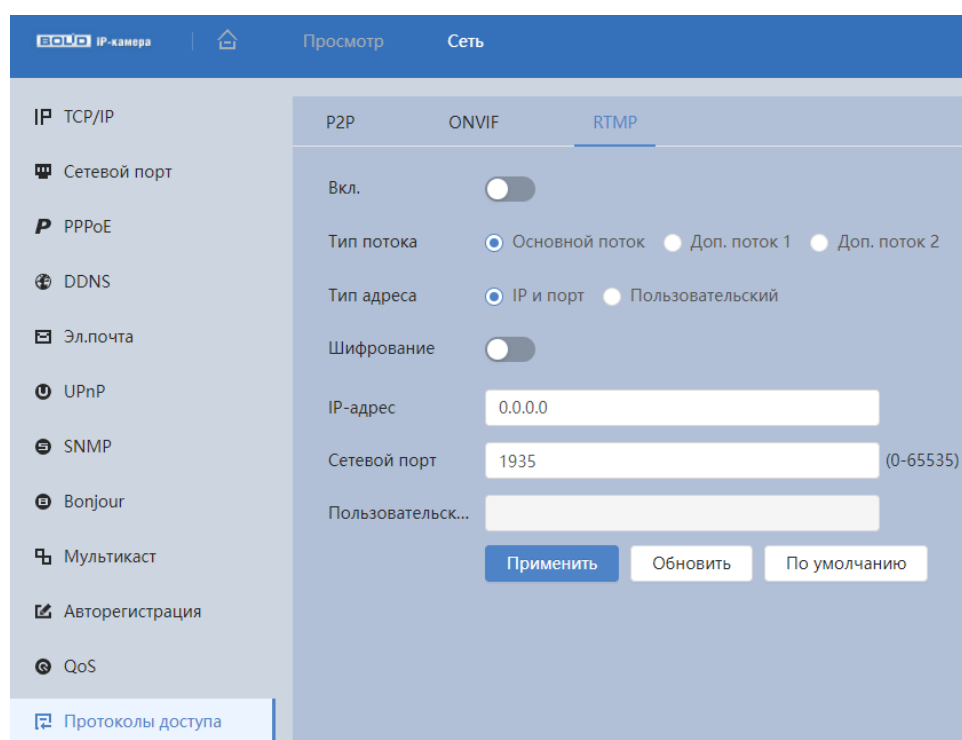 BOLID IP-камера Просмотр Сеть
IP TCP/IP
Сетевой порт
P PPPoE
DDNS
Эл.почта
UPnP
SNMP
Bonjour
Мультикаст
Авторегистрация
QoS
Протоколы доступа
P2P ONVIF RTMP
Вкл.
Тип потока Основной поток Доп. поток 1 Доп. поток 2
Тип адреса IP и порт Пользовательский
Шифрование
IP-адрес 0.0.0.0
Сетевой порт 1935 (0-65535)
Пользовательск...
Применить Обновить По умолчанию